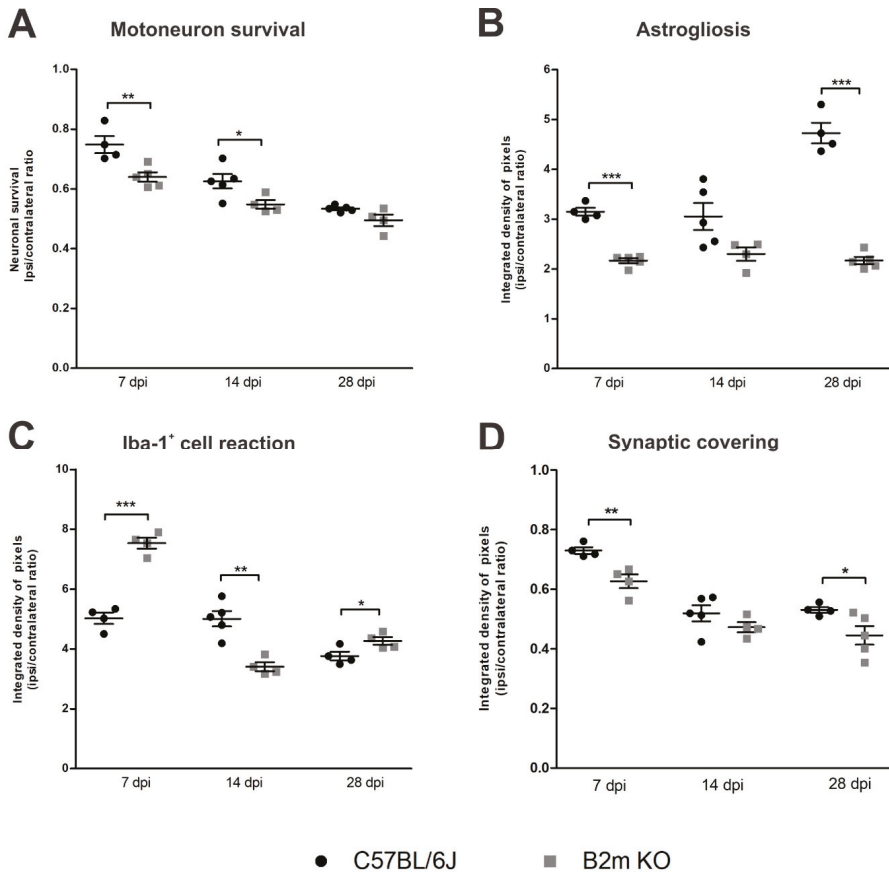 A
Motoneuron survival
Neuronal survival
Ipsi/contralateral ratio
1.0
0.8
0.6
0.4
0.2
0.0
**
*
7 dpi
14 dpi
28 dpi
B
Astrogliosis
Integrated density of pixels
(ipsi/contralateral ratio)
6
5
4
3
2
1
0
***
***
7 dpi
14 dpi
28 dpi
C
Iba-1+ cell reaction
Integrated density of pixels
(ipsi/contralateral ratio)
10
8
6
4
2
0
***
**
*
7 dpi
14 dpi
28 dpi
D
Synaptic covering
Integrated density of pixels
(ipsi/contralateral ratio)
1.0
0.8
0.6
0.4
0.2
0.0
**
*
7 dpi
14 dpi
28 dpi
C57BL/6J
B2m KO